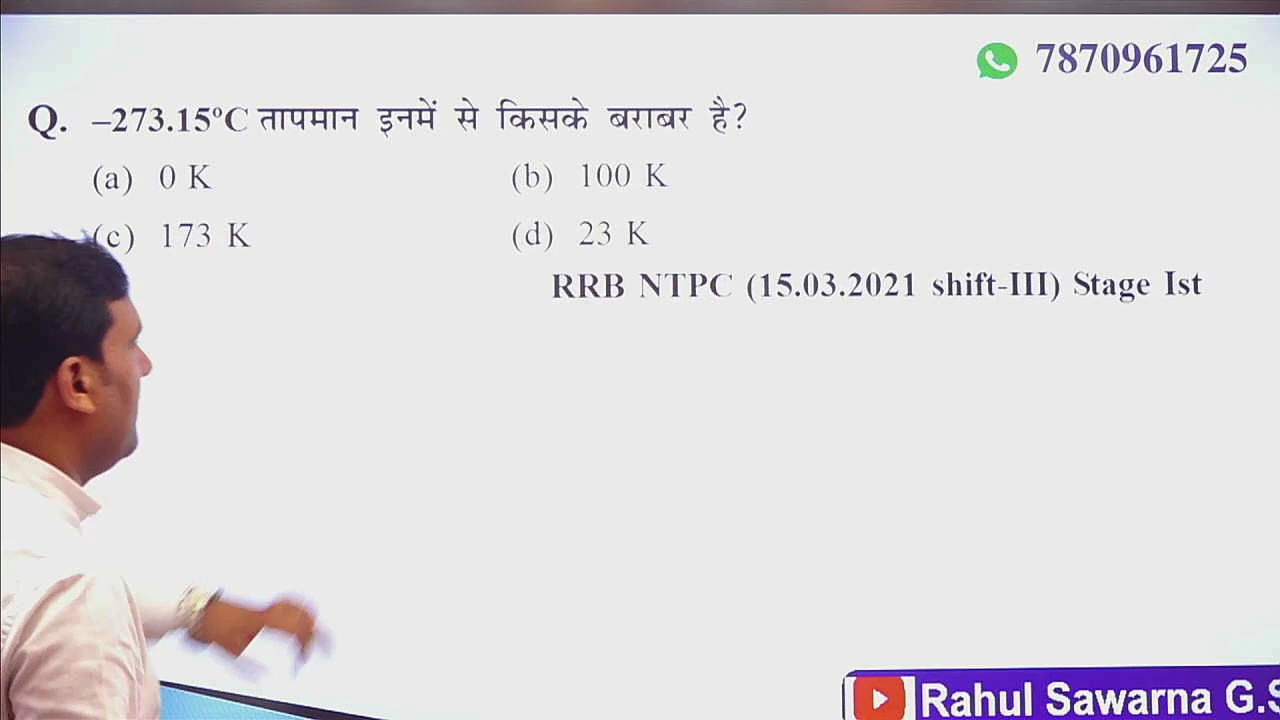 7870961725
Q. –273.15ºC तापमान इनमें से किसके बराबर है?
(a) 0 K (b) 100 K
(c) 173 K (d) 23 K
RRB NTPC (15.03.2021 shift-III) Stage Ist
Rahul Sawarna G.S